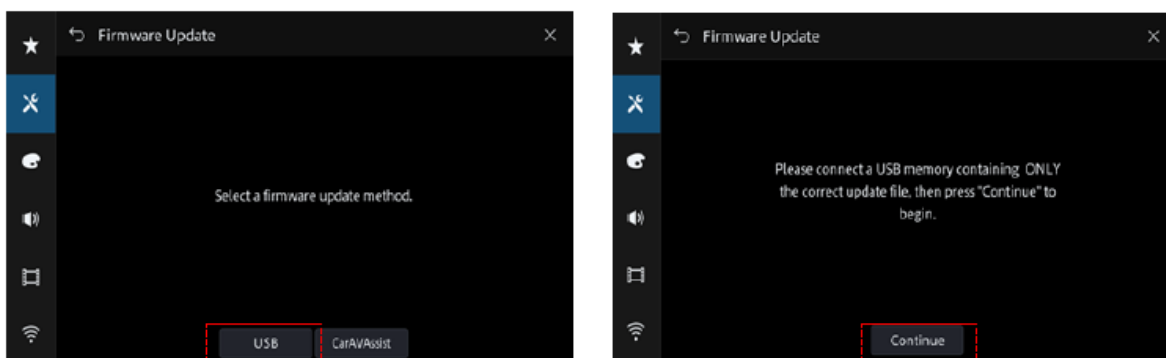 Firmware Update
Select a firmware update method.
USB
CarAVAssist
Firmware Update
Please connect a USB memory containing ONLY
the correct update file, then press "Continue" to
begin.
Continue